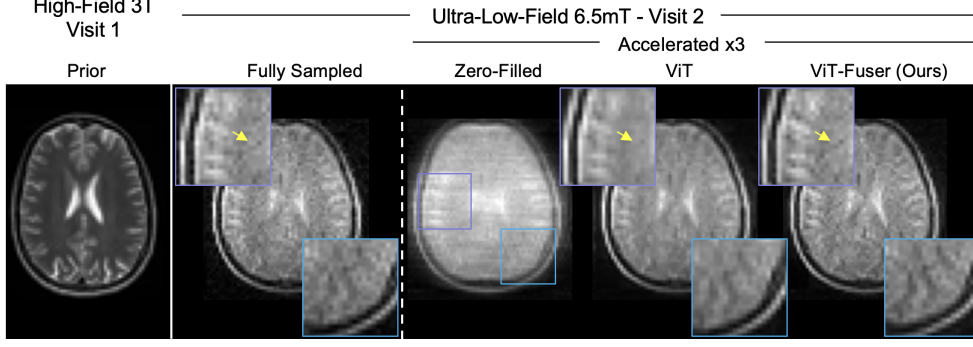 High-Field 3T
Visit 1
Ultra-Low-Field 6.5mT - Visit 2
Accelerated x3
Prior
Fully Sampled
Zero-Filled
ViT
ViT-Fuser (Ours)